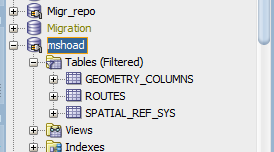 Migr_repo
Migration
mshoad
Tables (Filtered)
GEOMETRY_COLUMNS
ROUTES
SPATIAL_REF_SYS
Views
Indexes